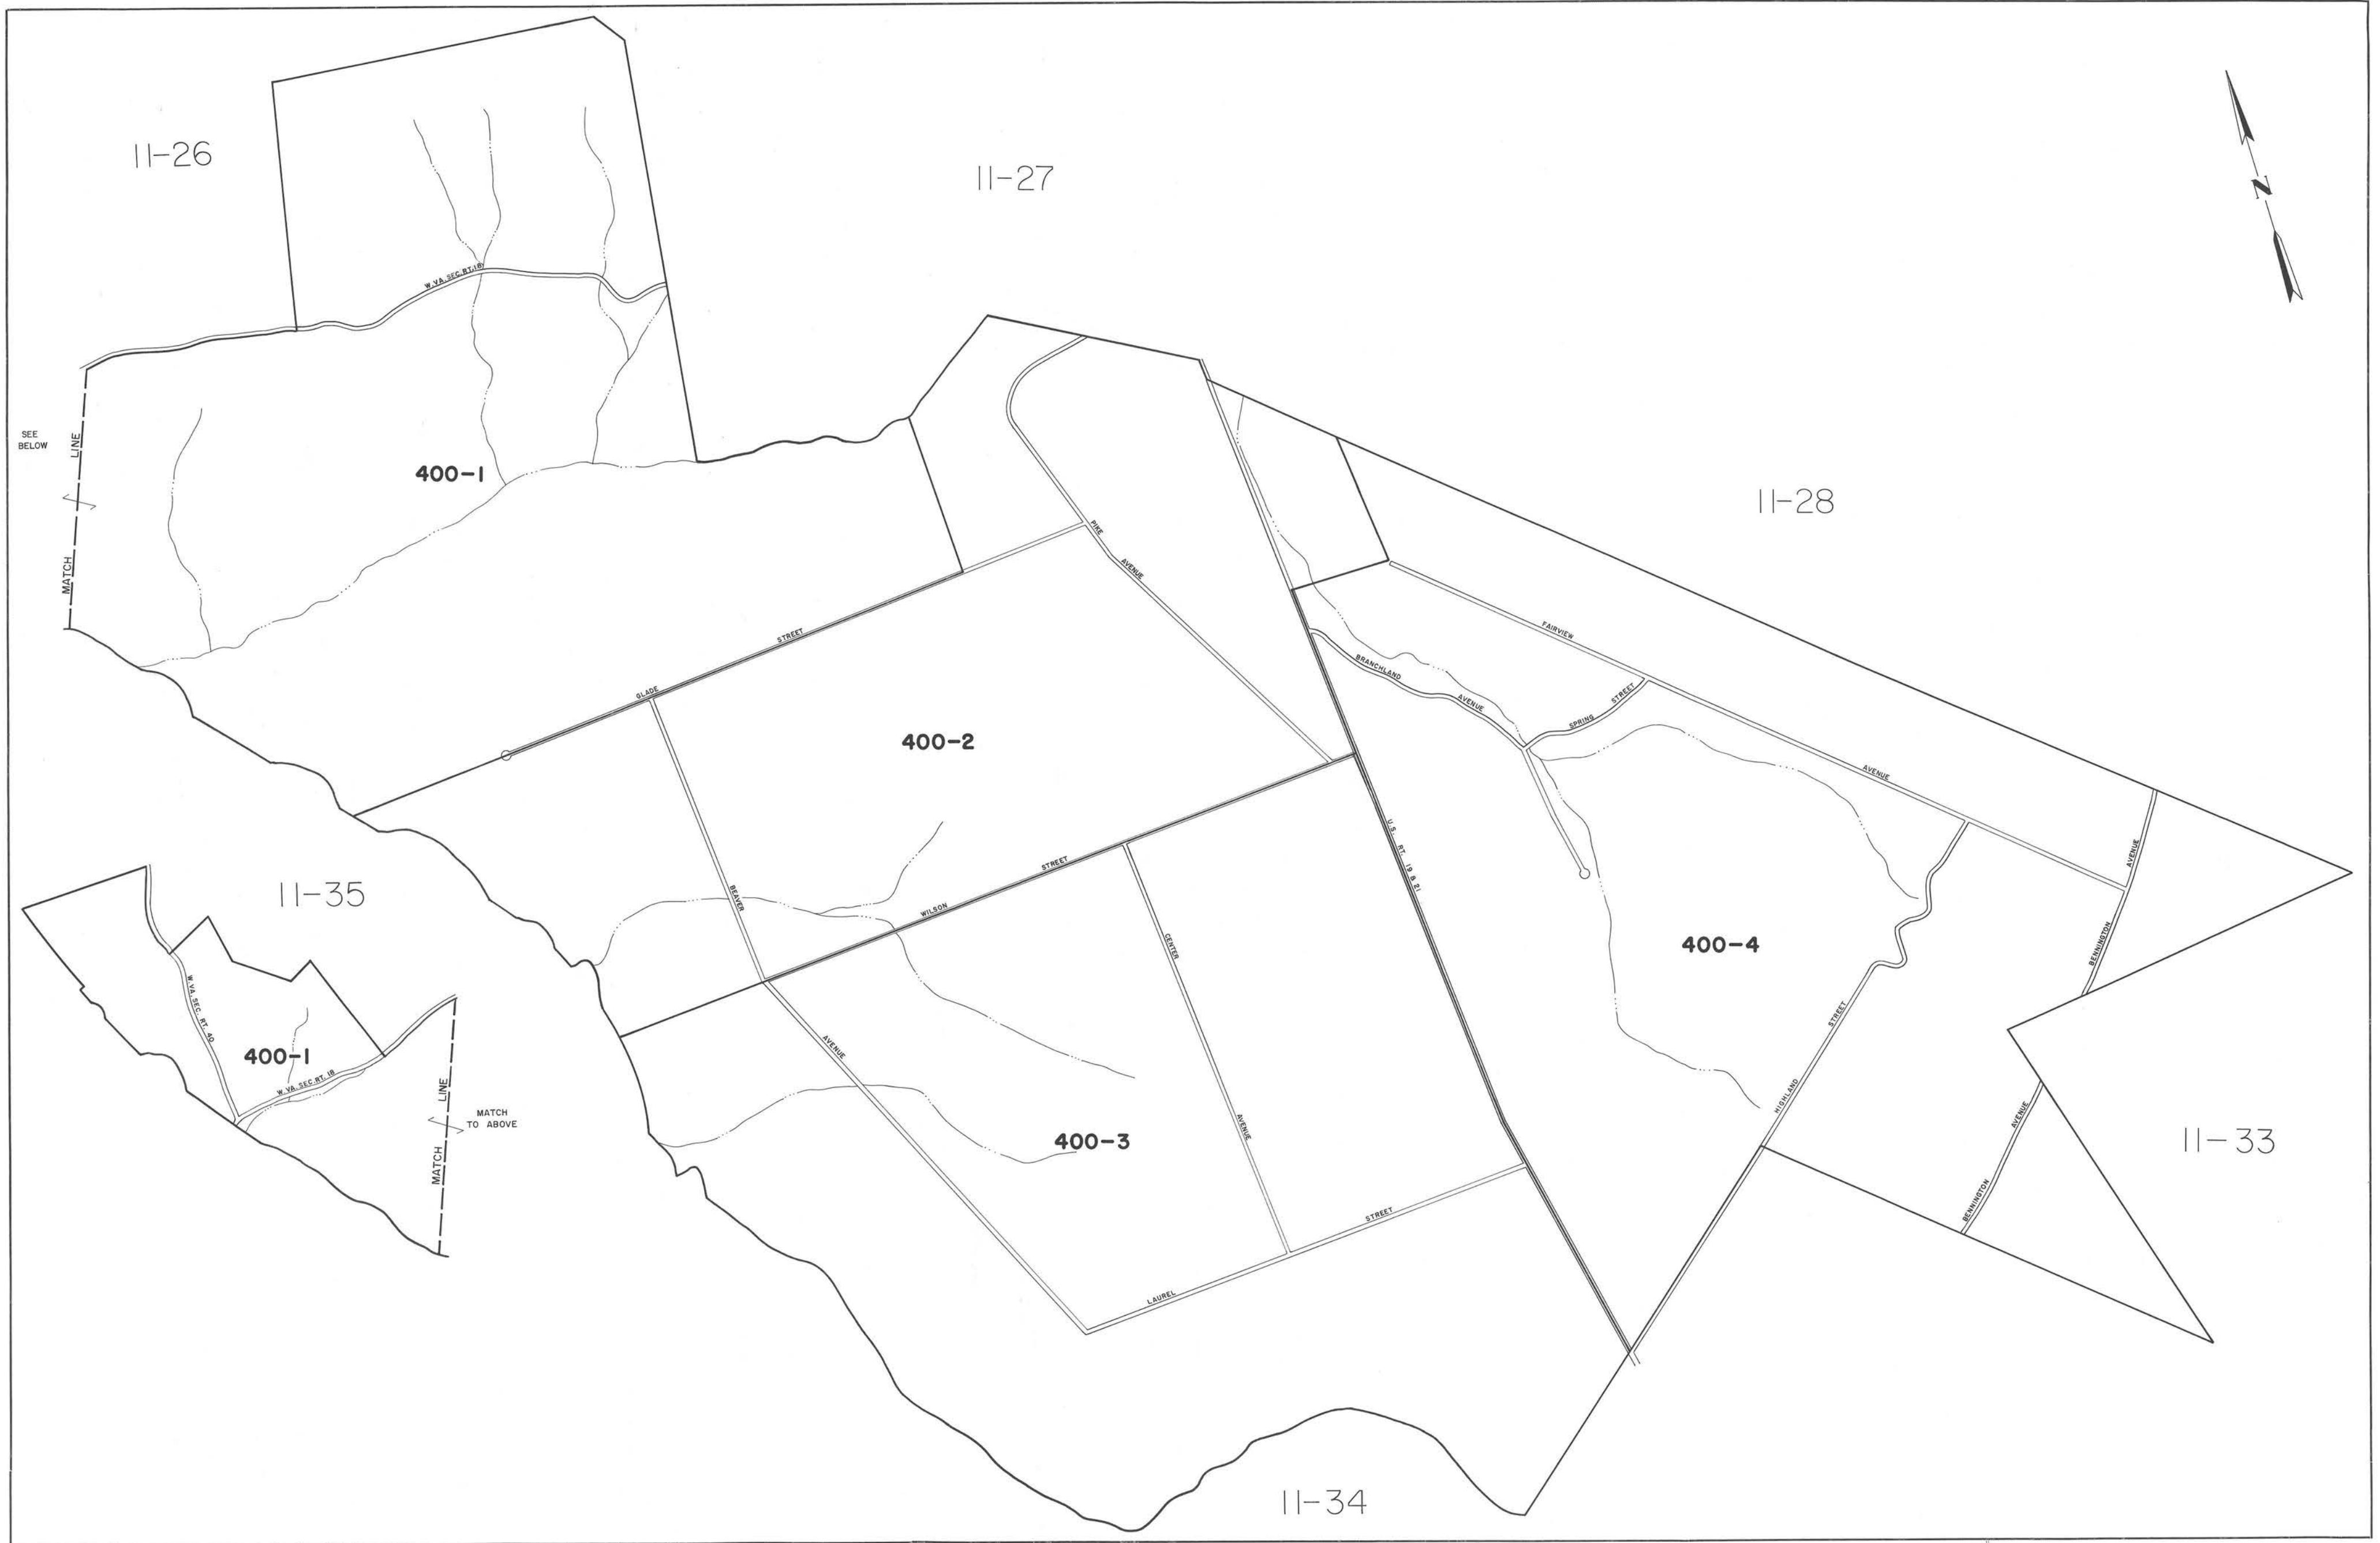 11-26
11-27
N
W. VA. SEC. RT. 18
SEE
BELOW
MATCH LINE
400-1
11-28
PIKE AVENUE
GLADE STREET
FAIRVIEW AVENUE
BRANCHLAND AVENUE
SPRING STREET
400-2
U.S. RT. 19 & 21
BEAVER AVENUE
WILSON STREET
CENTER AVENUE
400-4
BENNINGTON AVENUE
HIGHLAND STREET
BENNINGTON AVENUE
11-35
W. VA. SEC. RT. 40
400-1
W. VA. SEC. RT. 18
MATCH LINE
MATCH
TO ABOVE
400-3
LAUREL STREET
11-33
11-34